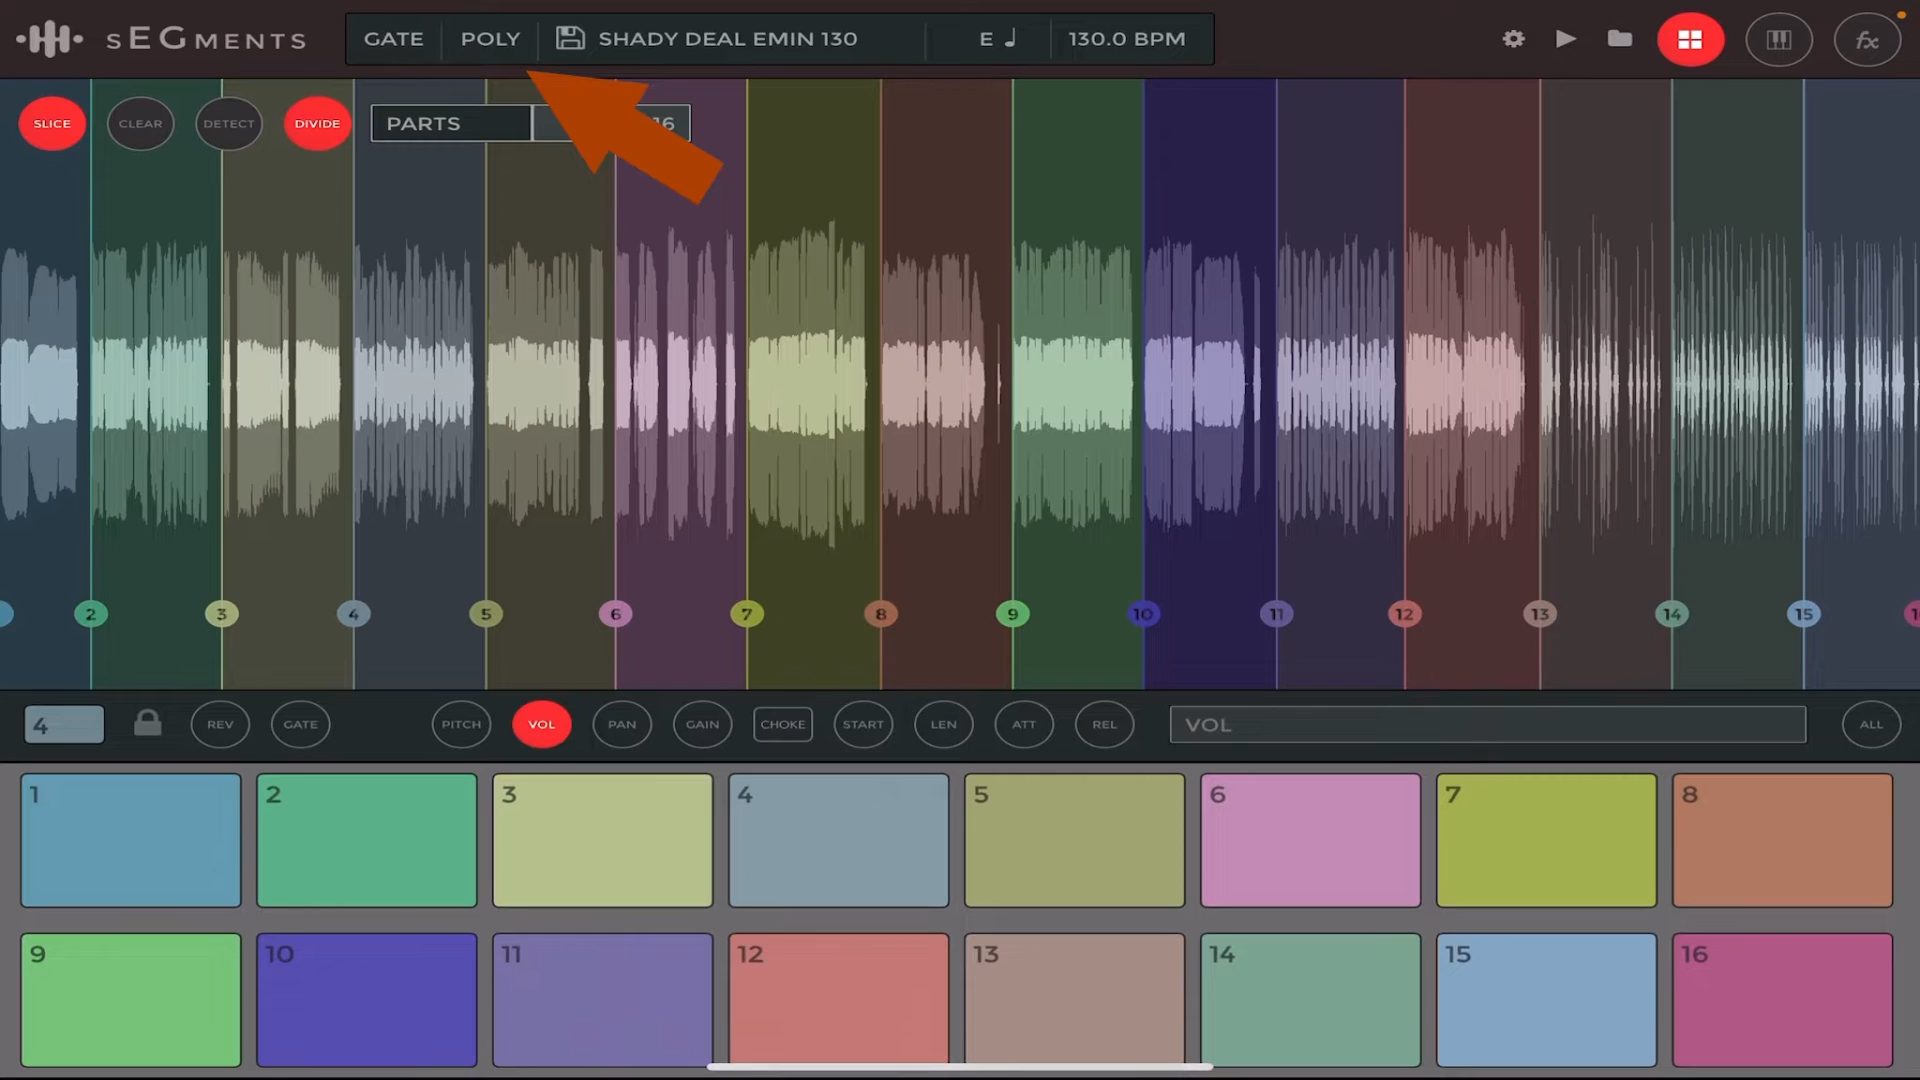 sEGMENTS GATE POLY SHADY DEAL EMIN 130 E 130.0 BPM fx
SLICE CLEAR DETECT DIVIDE PARTS 16
2 3 4 5 6 7 8 9 10 11 12 13 14 15
4 REV GATE PITCH VOL PAN GAIN CHOKE START LEN ATT REL VOL ALL
1 2 3 4 5 6 7 8
9 10 11 12 13 14 15 16